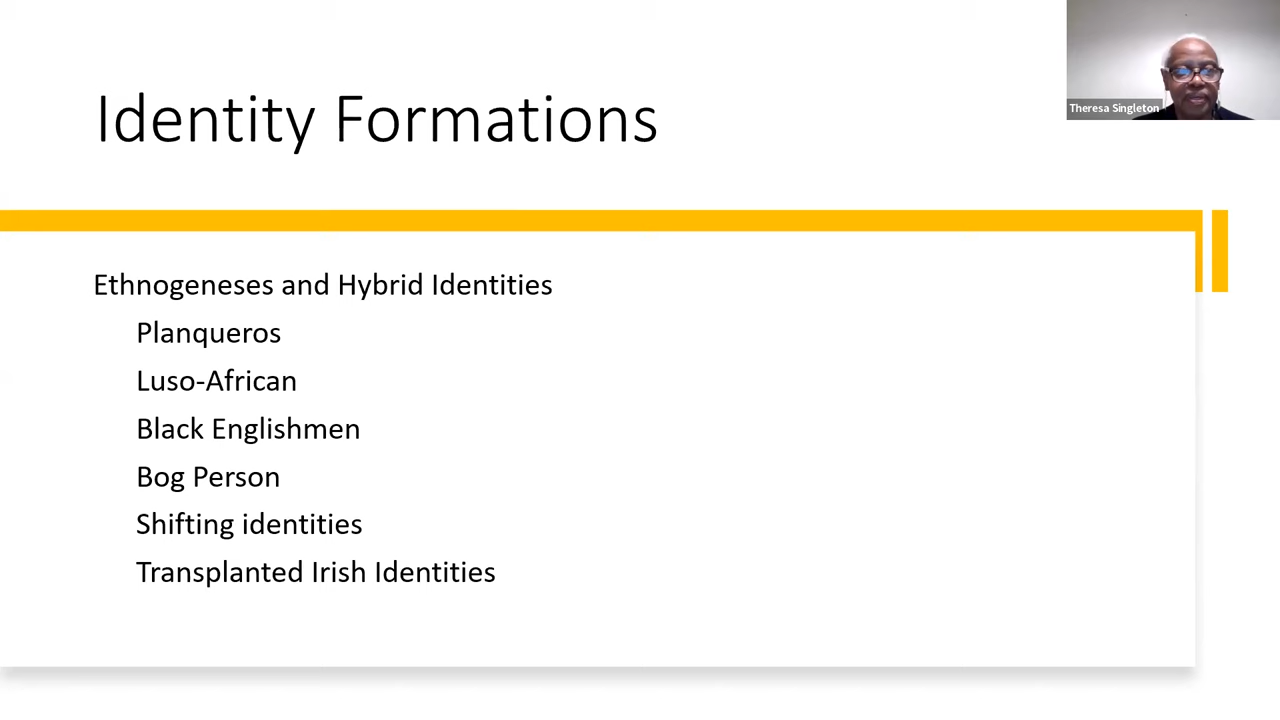 Identity Formations
Theresa Singleton
Ethnogeneses and Hybrid Identities
Planqueros
Luso-African
Black Englishmen
Bog Person
Shifting identities
Transplanted Irish Identities